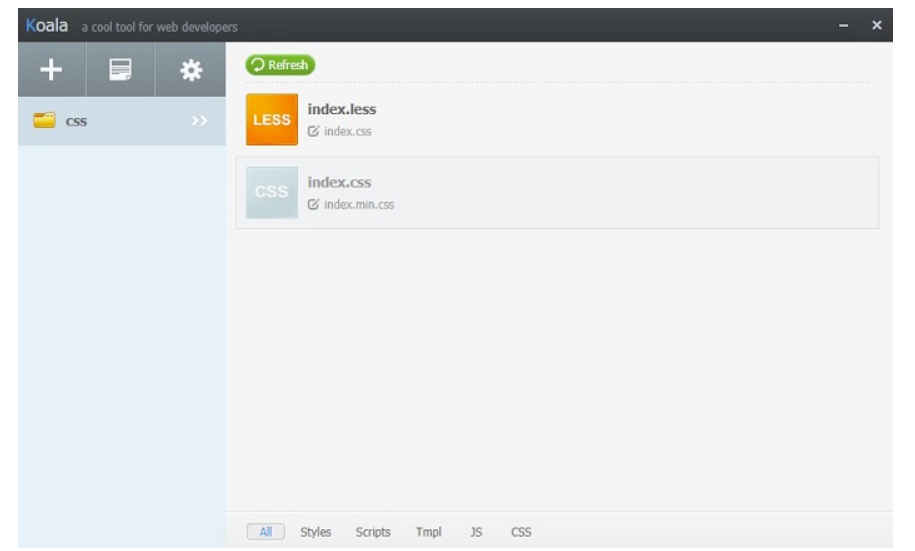 Koala a cool tool for web developers
Refresh
css >>
LESS
index.less
index.css
CSS
index.css
index.min.css
All Styles Scripts Tmpl JS CSS